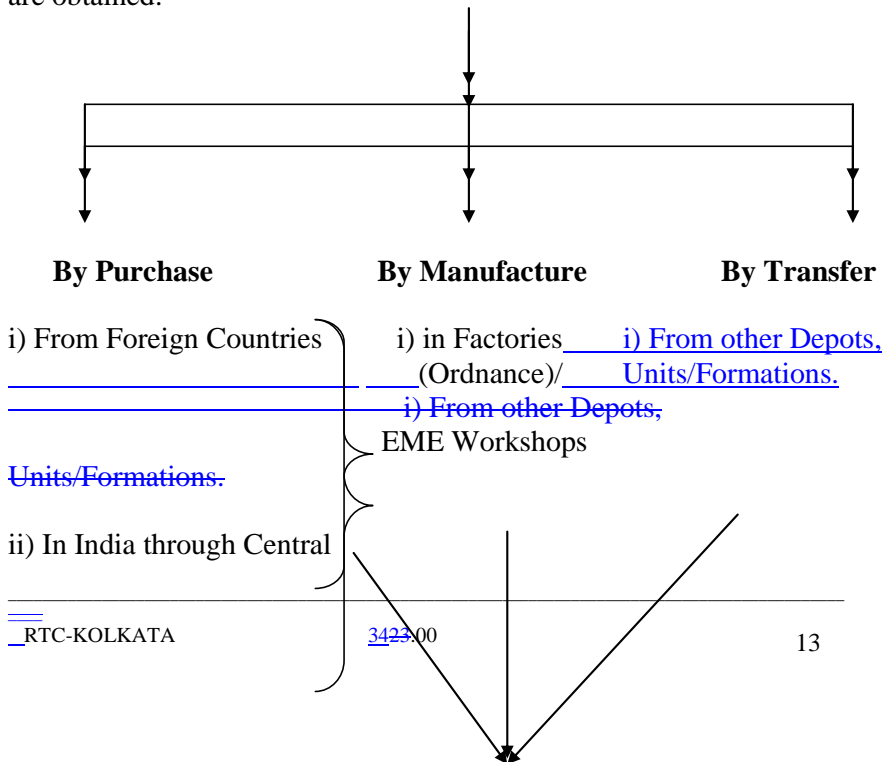 are obtained.
By Purchase By Manufacture By Transfer
i) From Foreign Countries i) in Factories i) From other Depots,
(Ordnance)/ Units/Formations.
i) From other Depots,
EME Workshops
Units/Formations.
ii) In India through Central
RTC-KOLKATA 3423.00 13